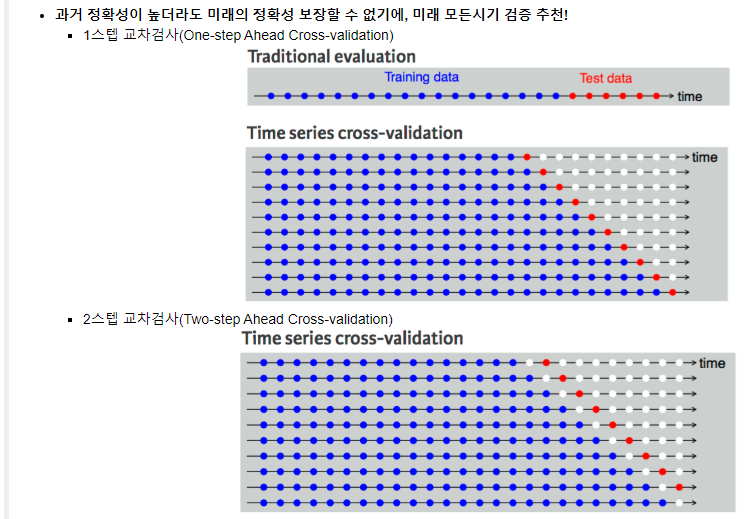 과거 정확성이 높더라도 미래의 정확성 보장할 수 없기에, 미래 모든시기 검증 추천!
1스텝 교차검사(One-step Ahead Cross-validation)
Traditional evaluation
Training data Test data
time
Time series cross-validation
time
2스텝 교차검사(Two-step Ahead Cross-validation)
Time series cross-validation
time